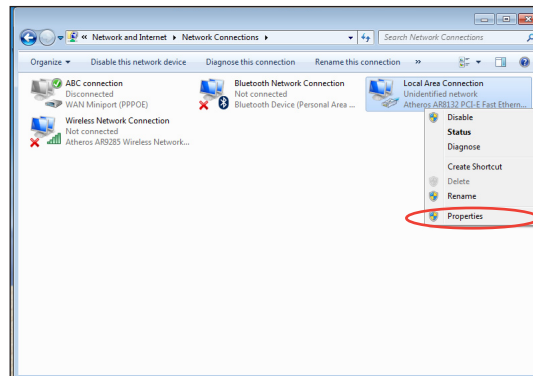 « Network and Internet ▸ Network Connections ▸ Search Network Connections
Organize ▾ Disable this network device Diagnose this connection Rename this connection »
ABC connection
Disconnected
WAN Miniport (PPPOE)
Bluetooth Network Connection
Not connected
Bluetooth Device (Personal Area ...
Local Area Connection
Unidentified network
Atheros AR8132 PCI-E Fast Ethern...
Wireless Network Connection
Not connected
Atheros AR9285 Wireless Network...
Disable
Status
Diagnose
Create Shortcut
Delete
Rename
Properties